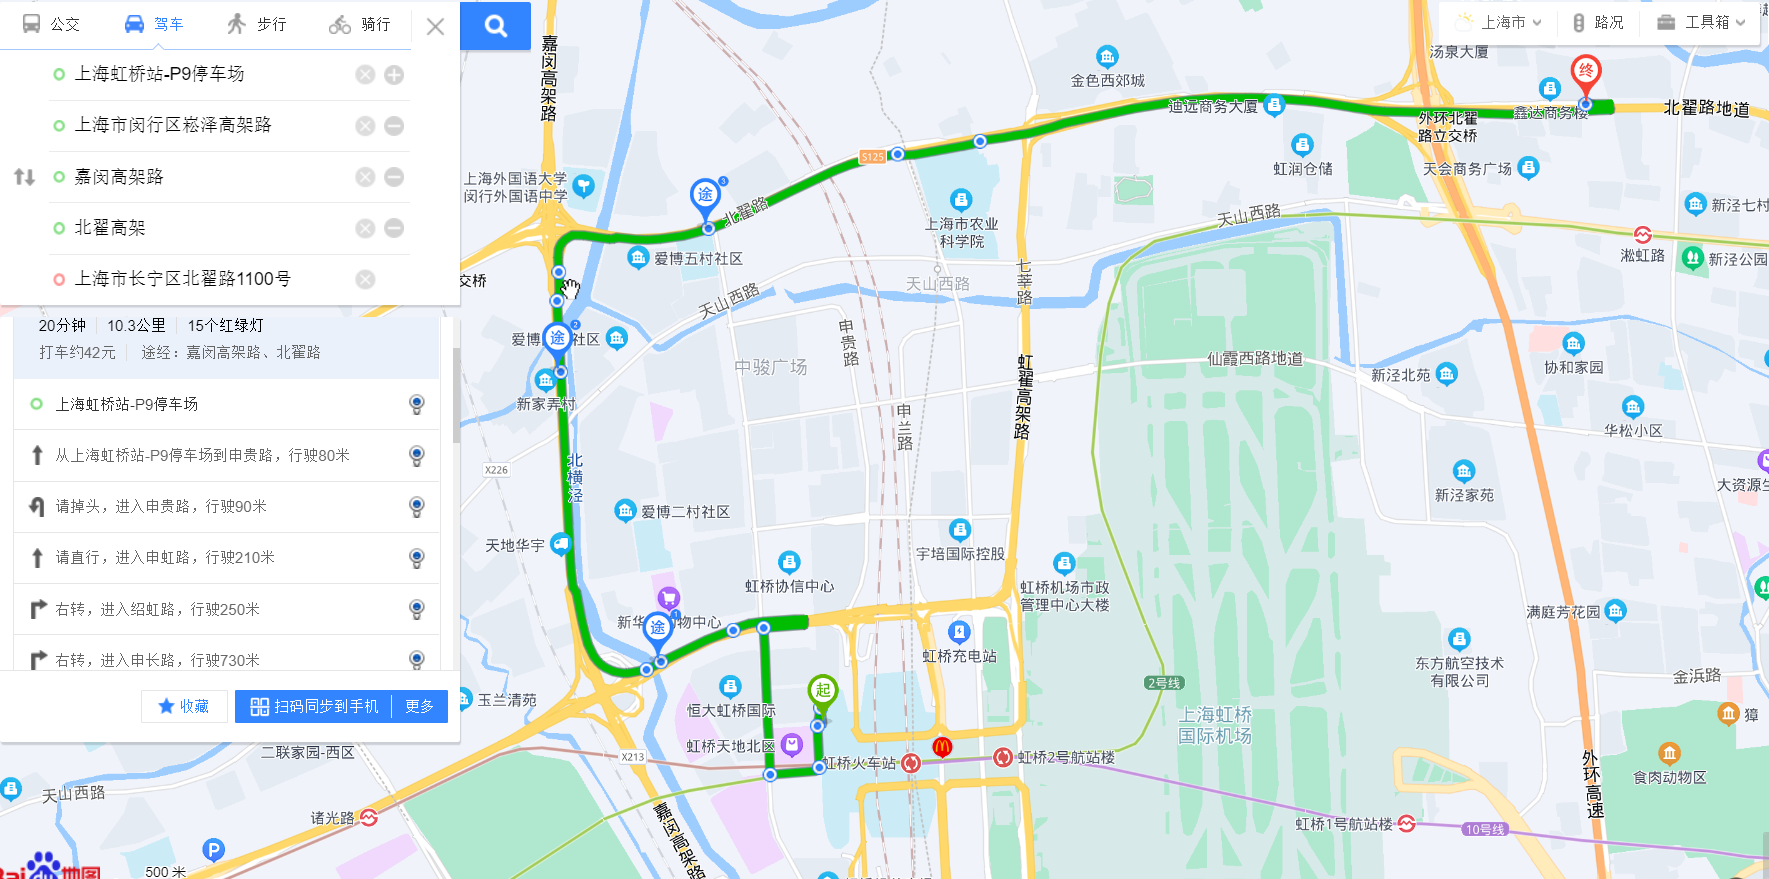 公交
驾车
步行
骑行
上海虹桥站-P9停车场
上海市闵行区崧泽高架路
嘉闵高架路
北翟高架
上海市长宁区北翟路1100号
20分钟 10.3公里 15个红绿灯
打车约42元 途经：嘉闵高架路、北翟路
上海虹桥站-P9停车场
从上海虹桥站-P9停车场到申贵路，行驶80米
请掉头，进入申贵路，行驶90米
请直行，进入申虹路，行驶210米
右转，进入绍虹路，行驶250米
右转，进入申长路，行驶730米
收藏
扫码同步到手机
更多
上海市
路况
工具箱
汤泉大厦
嘉闵高架路
金色西郊城
终
迪远商务大厦
鑫达商务楼
北翟路地道
外环北翟
路立交桥
S125
虹润仓储
天会商务广场
上海外国语大学
闵行外国语中学
途
3
北翟路
上海市农业
科学院
天山西路
新泾七村
淞虹路
新泾公园
爱博五村社区
交桥
天山西路
天山西路
七莘路
爱博
途
2
社区
申贵路
中骏广场
虹翟高架路
仙霞西路地道
协和家园
新泾北苑
新家弄村
申兰路
华松小区
X226
北横泾
新泾家苑
大资源生
爱博二村社区
天地华宇
宇培国际控股
虹桥协信中心
虹桥机场市政
管理中心大楼
满庭芳花园
新华
途
1
物中心
虹桥充电站
东方航空技术
有限公司
金浜路
2号线
起
玉兰清苑
恒大虹桥国际
上海虹桥
国际机场
獐
虹桥天地北区
虹桥火车站
虹桥2号航站楼
二联家园-西区
X213
食肉动物区
外环高速
天山西路
诸光路
嘉闵高架路
虹桥1号航站楼
10号线
P
500 米
Bai
地图